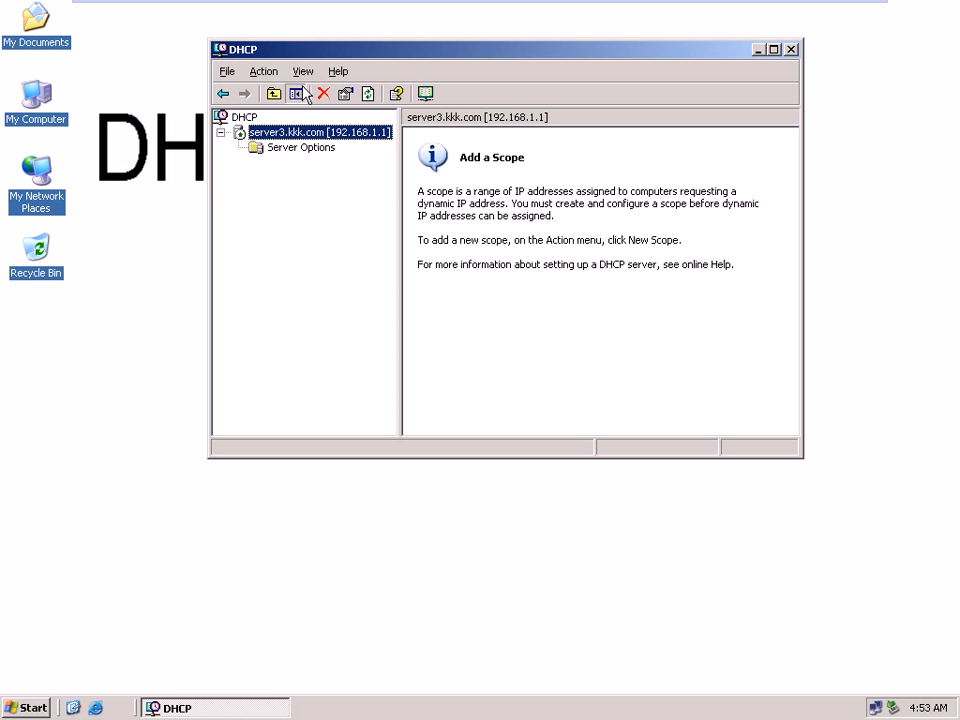 My Documents
My Computer
My Network
Places
Recycle Bin
DH
DHCP
File Action View Help
DHCP
server3.kkk.com [192.168.1.1]
Server Options
server3.kkk.com [192.168.1.1]
Add a Scope
A scope is a range of IP addresses assigned to computers requesting a
dynamic IP address. You must create and configure a scope before dynamic
IP addresses can be assigned.
To add a new scope, on the Action menu, click New Scope.
For more information about setting up a DHCP server, see online Help.
Start
DHCP
4:53 AM